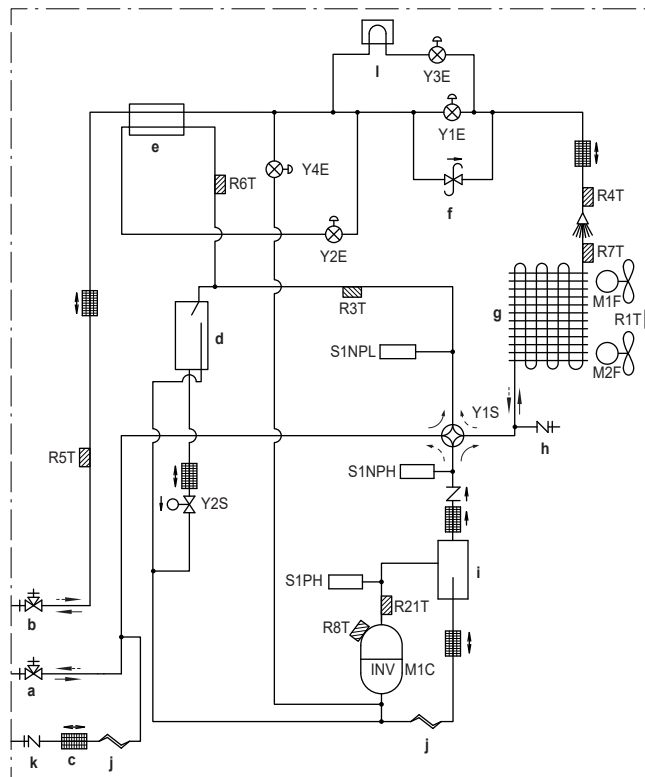 l
Y3E
Y1E
e
R6T
Y4E
f
R4T
Y2E
R7T
M1F
R3T
d
g
R1T
S1NPL
M2F
Y1S
h
R5T
S1NPH
Y2S
S1PH
i
R21T
b
R8T
INV
M1C
a
j
k
c
j